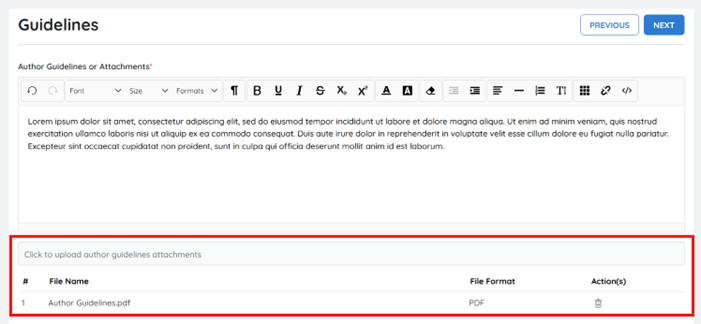 Guidelines
PREVIOUS
NEXT
Author Guidelines or Attachments*
Font Size Formats ¶ B U I S X₂ X² A A T
Lorem ipsum dolor sit amet, consectetur adipiscing elit, sed do eiusmod tempor incididunt ut labore et dolore magna aliqua. Ut enim ad minim veniam, quis nostrud
exercitation ullamco laboris nisi ut aliquip ex ea commodo consequat. Duis aute irure dolor in reprehenderit in voluptate velit esse cillum dolore eu fugiat nulla pariatur.
Excepteur sint occaecat cupidatat non proident, sunt in culpa qui officia deserunt mollit anim id est laborum.
Click to upload author guidelines attachments
# File Name File Format Action(s)
1 Author Guidelines.pdf PDF